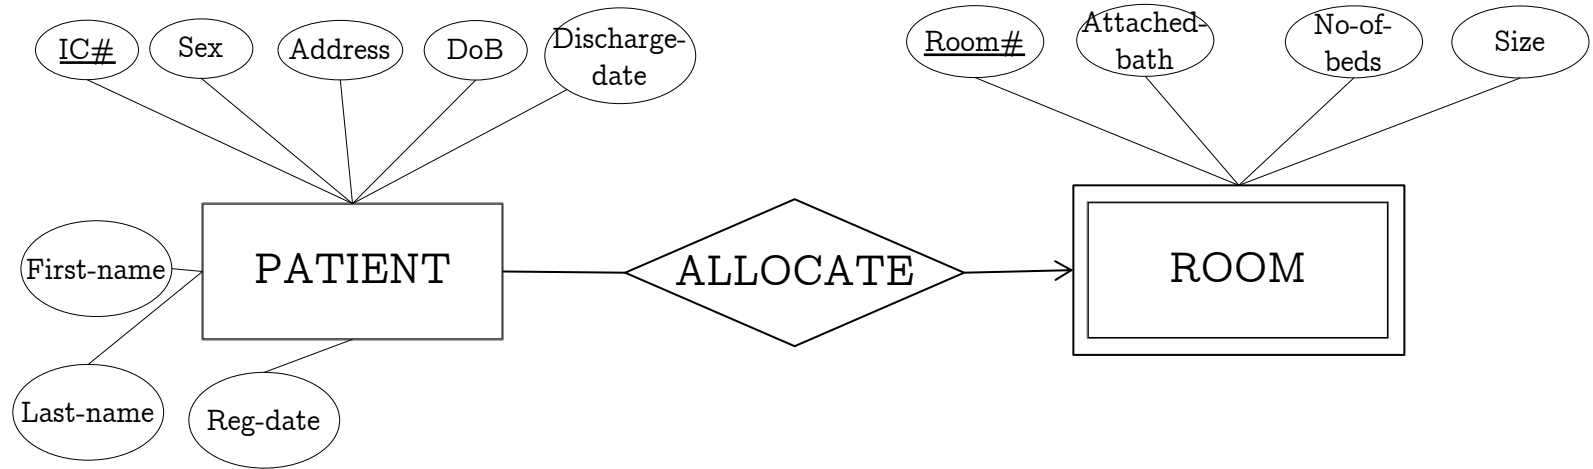 IC#
Sex
Address
DoB
Discharge-
date
Room#
Attached-
bath
No-of-
beds
Size
First-name
PATIENT
ALLOCATE
ROOM
Last-name
Reg-date